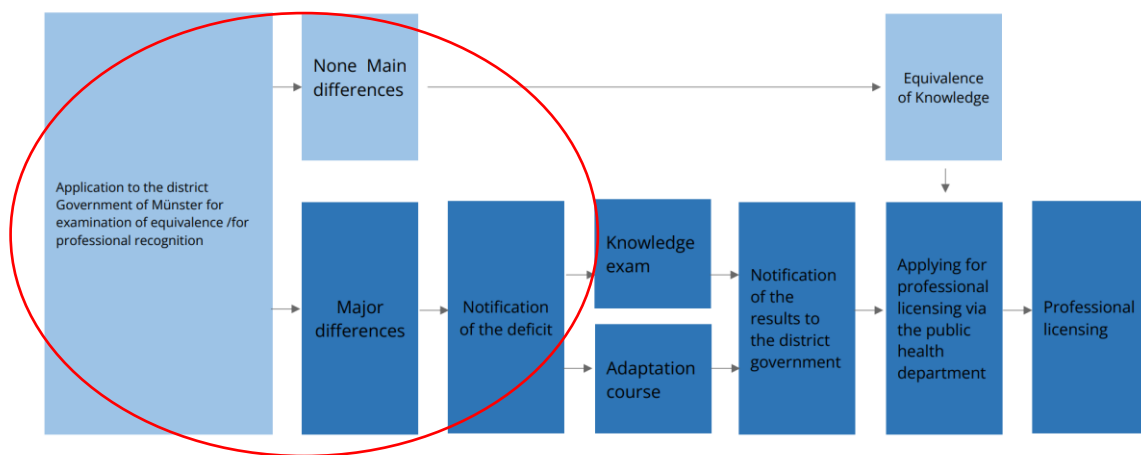 None Main
differences
Equivalence
of Knowledge
Application to the district
Government of Münster for
examination of equivalence /for
professional recognition
Major
differences
Notification
of the deficit
Knowledge
exam
Adaptation
course
Notification
of the
results to
the district
government
Applying for
professional
licensing via
the public
health
department
Professional
licensing